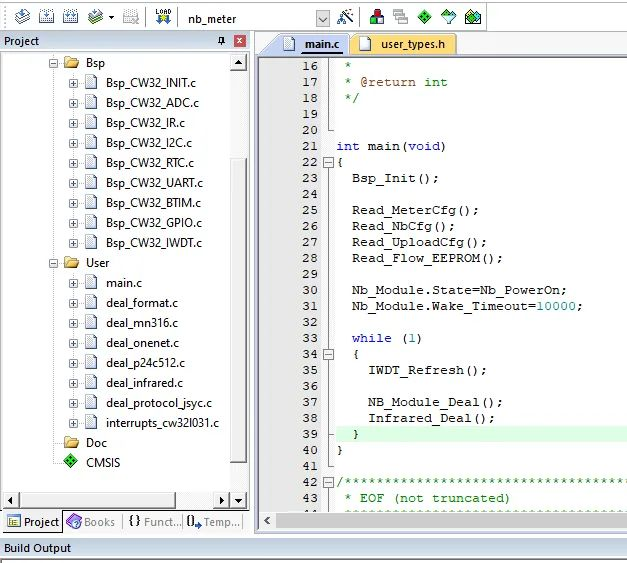 LOAD
nb_meter
Project
Bsp
Bsp_CW32_INIT.c
Bsp_CW32_ADC.c
Bsp_CW32_IR.c
Bsp_CW32_I2C.c
Bsp_CW32_RTC.c
Bsp_CW32_UART.c
Bsp_CW32_BTIM.c
Bsp_CW32_GPIO.c
Bsp_CW32_IWDT.c
User
main.c
deal_format.c
deal_mn316.c
deal_onenet.c
deal_p24c512.c
deal_infrared.c
deal_protocol_jsyc.c
interrupts_cw32l031.c
Doc
CMSIS
Project Books {} Funct... Temp...
main.c user_types.h
16 *
17 * @return int
18 */
19
20
21 int main(void)
22 {
23 Bsp_Init();
24
25 Read_MeterCfg();
26 Read_NbCfg();
27 Read_UploadCfg();
28 Read_Flow_EEPROM();
29
30 Nb_Module.State=Nb_PowerOn;
31 Nb_Module.Wake_Timeout=10000;
32
33 while (1)
34 {
35 IWDT_Refresh();
36
37 NB_Module_Deal();
38 Infrared_Deal();
39 }
40 }
41
42 /************************************
43 * EOF (not truncated)
Build Output